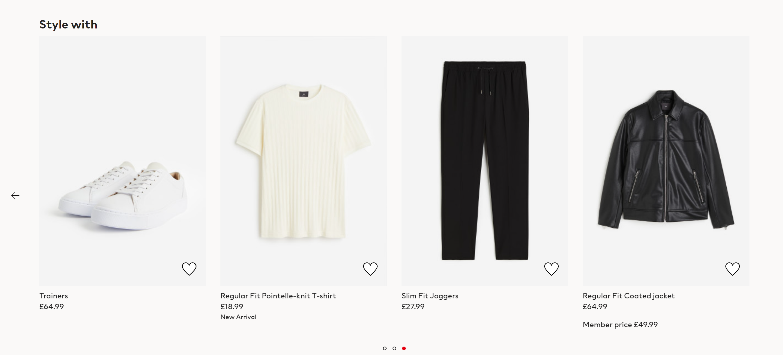 Style with
Trainers
£64.99
Regular Fit Pointelle-knit T-shirt
£18.99
New Arrival
Slim Fit Joggers
£27.99
Regular Fit Coated jacket
£64.99
Member price £49.99